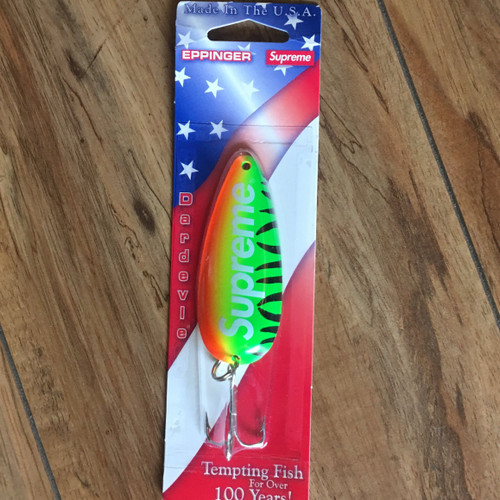 Made In The U.S.A.
EPPINGER Supreme
Dardevle®
Supreme
Tempting Fish
For Over
100 Years!